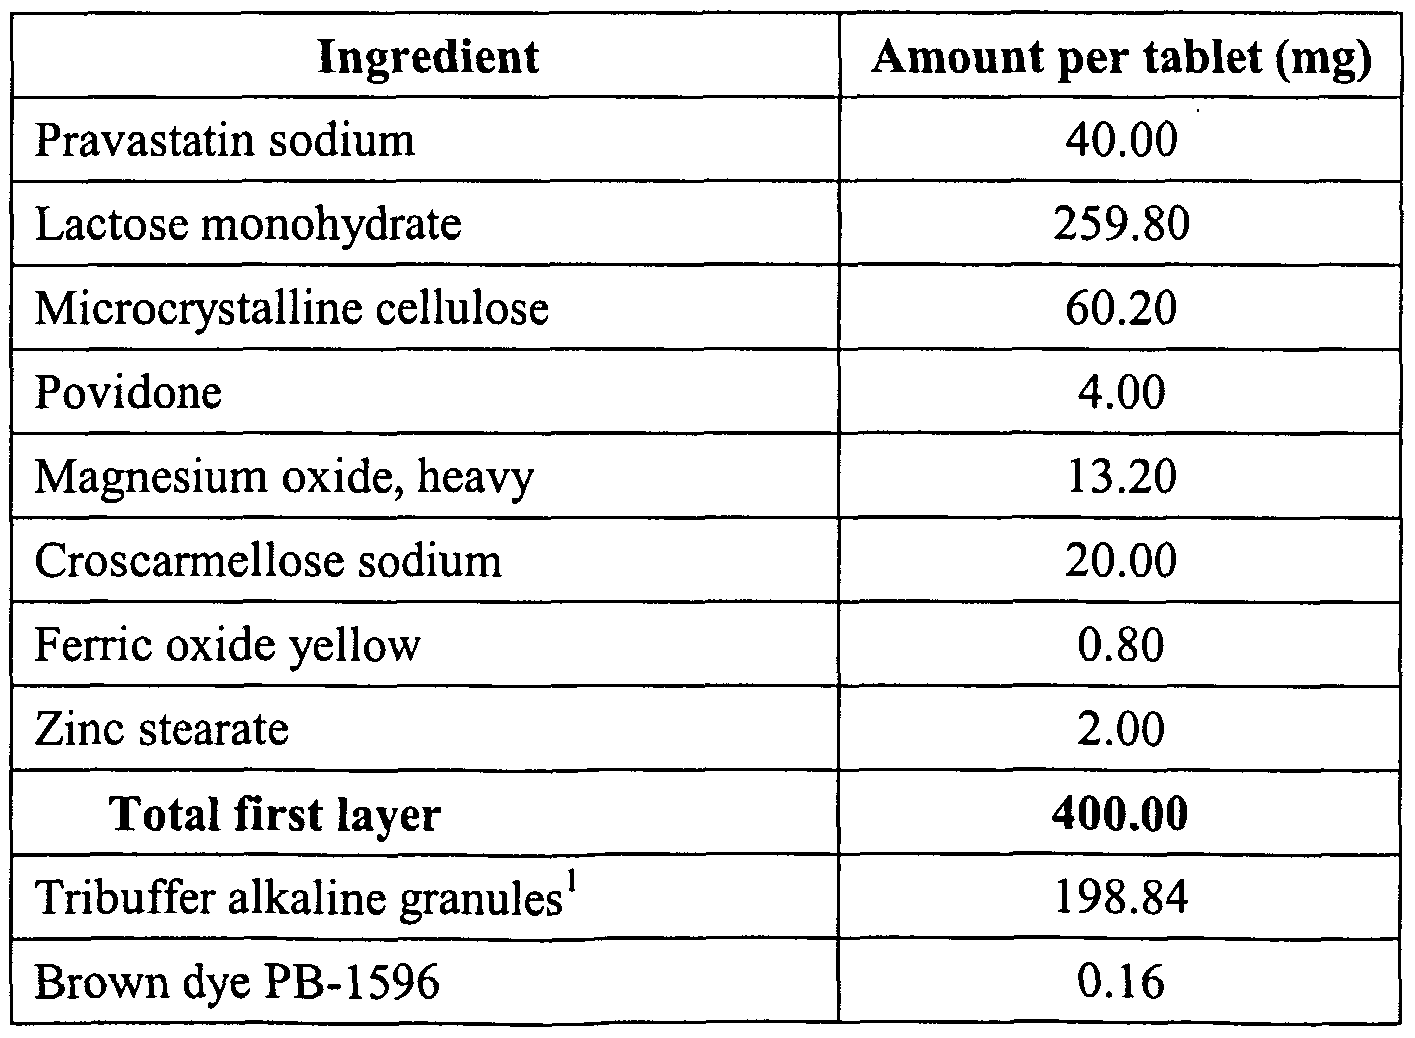 Ingredient Amount per tablet (mg)
Pravastatin sodium 40.00
Lactose monohydrate 259.80
Microcrystalline cellulose 60.20
Povidone 4.00
Magnesium oxide, heavy 13.20
Croscarmellose sodium 20.00
Ferric oxide yellow 0.80
Zinc stearate 2.00
Total first layer 400.00
Tribuffer alkaline granules¹ 198.84
Brown dye PB-1596 0.16